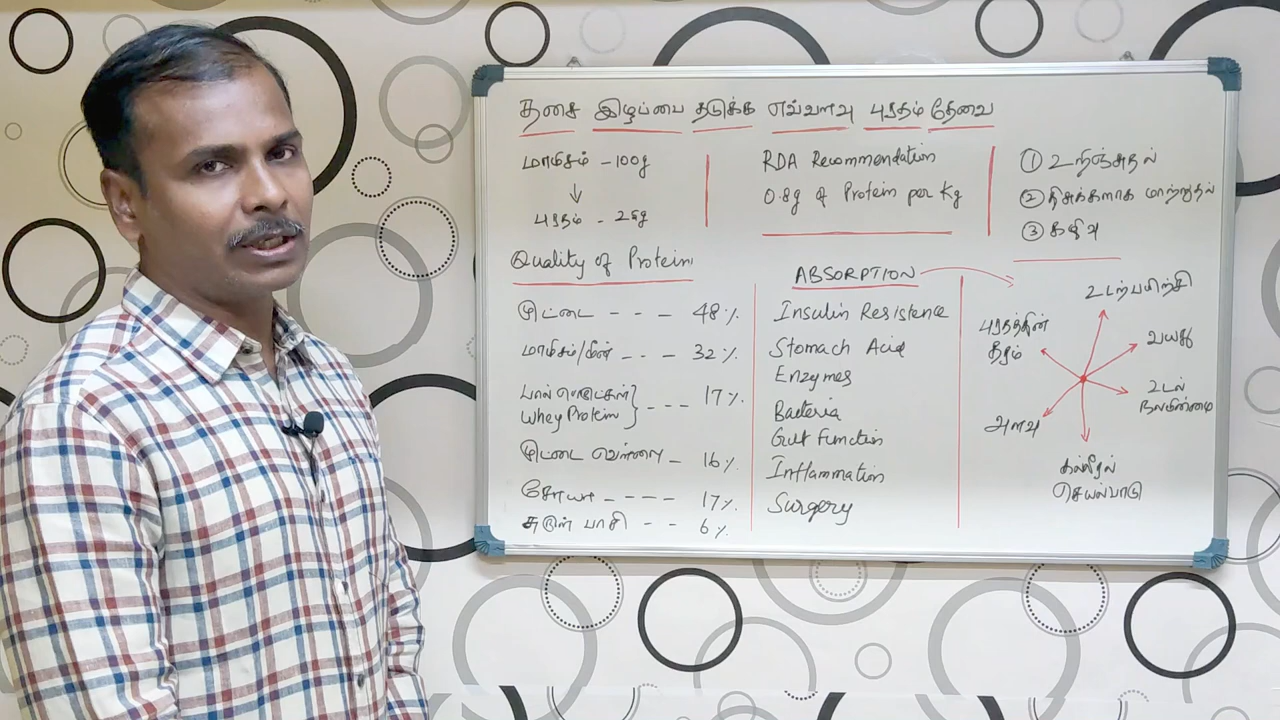 தசை இழப்பை தடுக்க எவ்வளவு புரதம் தேவை
மாமிசம் - 100g
புரதம் - 25g
RDA Recommendation
0.8g of Protein per Kg
① உறிஞ்சுதல்
② திசுக்களாக மாற்றுதல்
③ கழிவு
Quality of Protein
முட்டை - - - 48%
மாமிசம்/மீன் - - - 32%
பால் பொருட்கள்
Whey Protein } - - - 17%
முட்டை வெள்ளை - 16%
சோயா - - - - 17%
சுருள் பாசி - - 6%
ABSORPTION
Insulin Resistence
Stomach Acid
Enzymes
Bacteria
Gut Function
Inflammation
Surgery
உடற்பயிற்சி
புரதத்தின்
தரம்
வயது
உடல்
நலமின்மை
அளவு
கல்லீரல்
செயல்பாடு